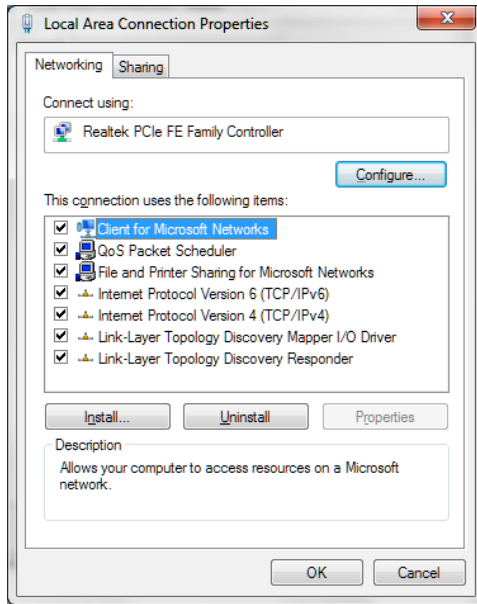 Local Area Connection Properties
Networking
Sharing
Connect using:
Realtek PCIe FE Family Controller
Configure...
This connection uses the following items:
Client for Microsoft Networks
QoS Packet Scheduler
File and Printer Sharing for Microsoft Networks
Internet Protocol Version 6 (TCP/IPv6)
Internet Protocol Version 4 (TCP/IPv4)
Link-Layer Topology Discovery Mapper I/O Driver
Link-Layer Topology Discovery Responder
Install...
Uninstall
Properties
Description
Allows your computer to access resources on a Microsoft
network.
OK
Cancel